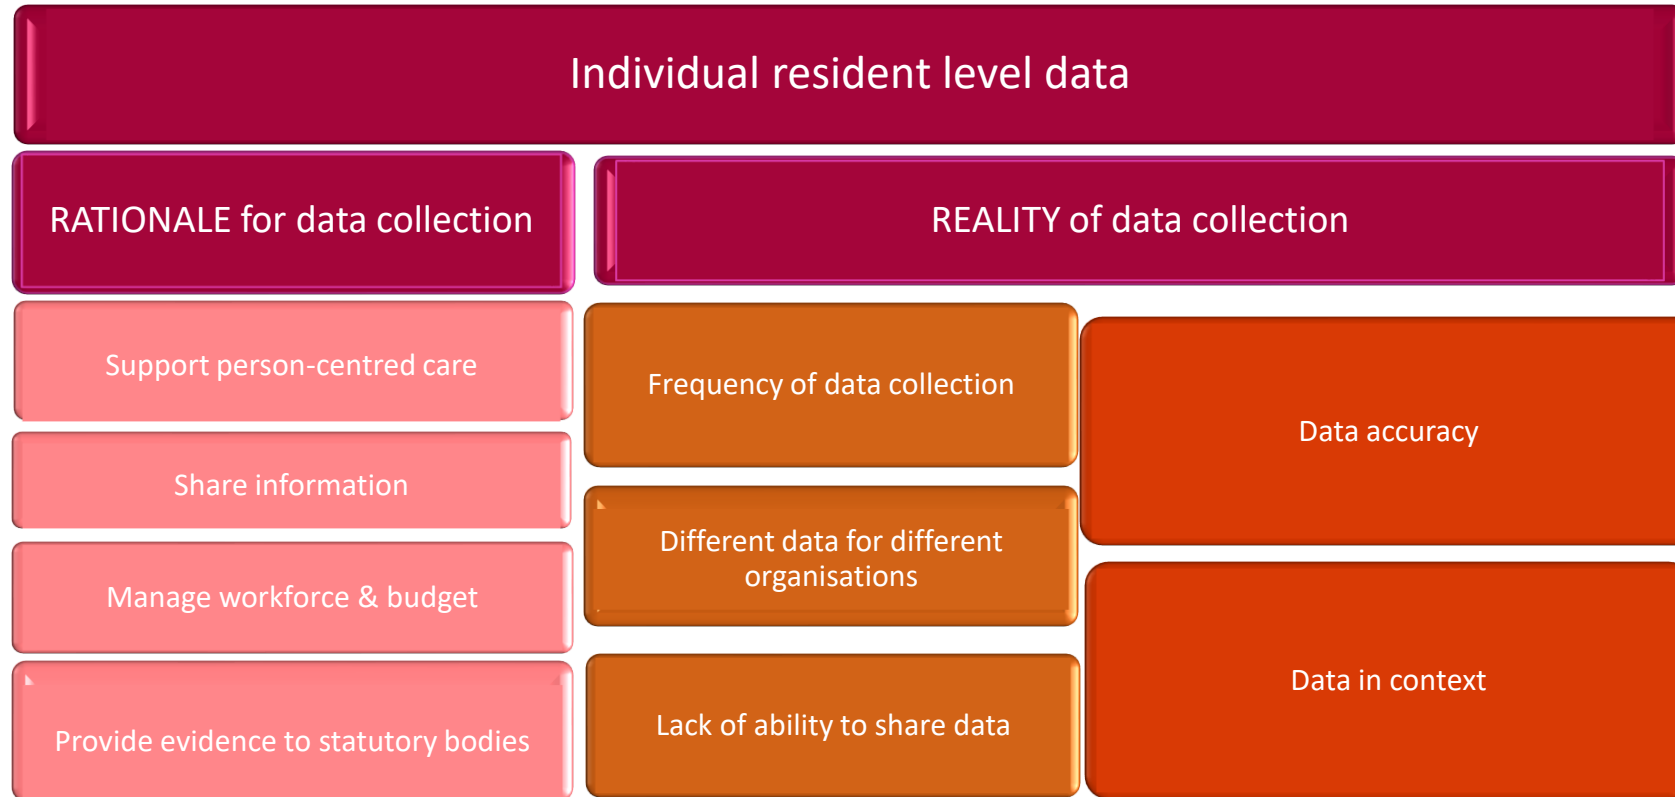 Individual resident level data
RATIONALE for data collection
REALITY of data collection
Support person-centred care
Share information
Manage workforce & budget
Provide evidence to statutory bodies
Frequency of data collection
Different data for different
organisations
Lack of ability to share data
Data accuracy
Data in context